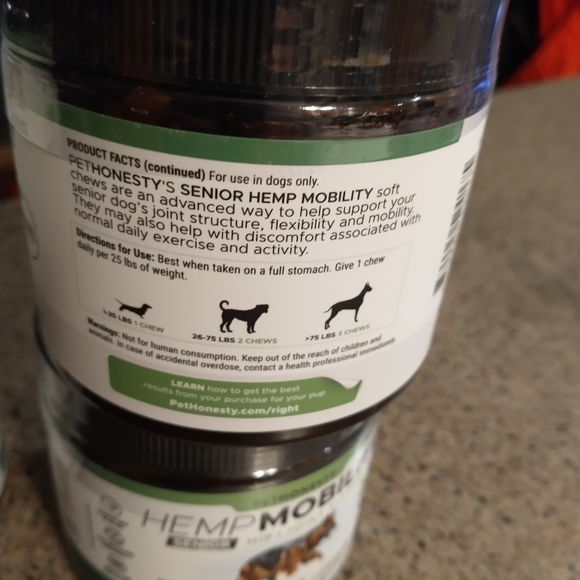 PRODUCT FACTS (continued) For use in dogs only.
PETHONESTY'S SENIOR HEMP MOBILITY soft
chews are an advanced way to help support your
senior dog's joint structure, flexibility and mobility.
They may also help with discomfort associated with
normal daily exercise and activity.
Directions for Use: Best when taken on a full stomach. Give 1 chew
daily per 25 lbs of weight.
1-25 LBS 1 CHEW
26-75 LBS 2 CHEWS
>75 LBS 3 CHEWS
Warnings: Not for human consumption. Keep out of the reach of children and
animals. In case of accidental overdose, contact a health professional immediately.
LEARN how to get the best
results from your purchase for your pup
PetHonesty.com/right
PETHONESTY
HEMPMOBIL
SENIOR